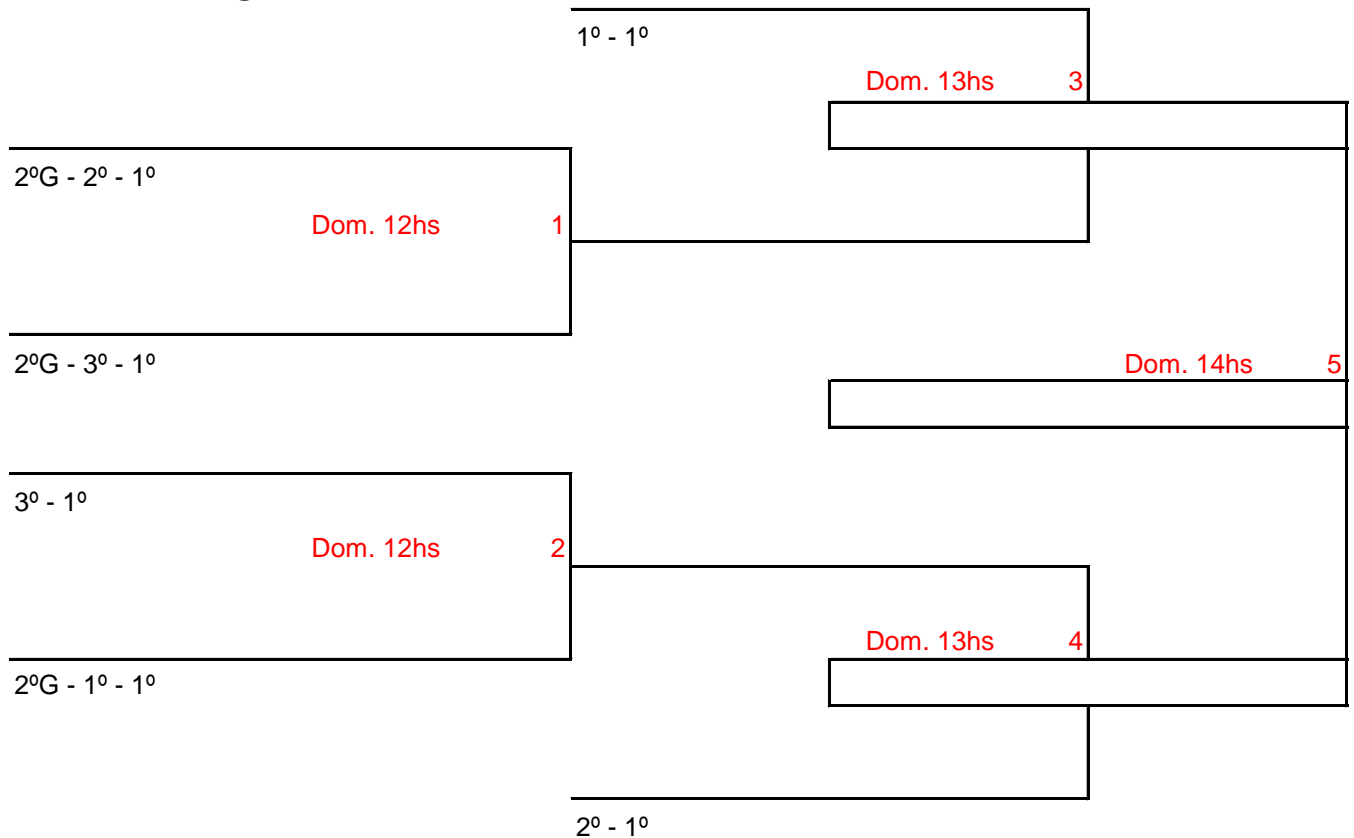 1º - 1º
Dom. 13hs 3
2ºG - 2º - 1º
Dom. 12hs 1
2ºG - 3º - 1º
Dom. 14hs 5
3º - 1º
Dom. 12hs 2
Dom. 13hs 4
2ºG - 1º - 1º
2º - 1º